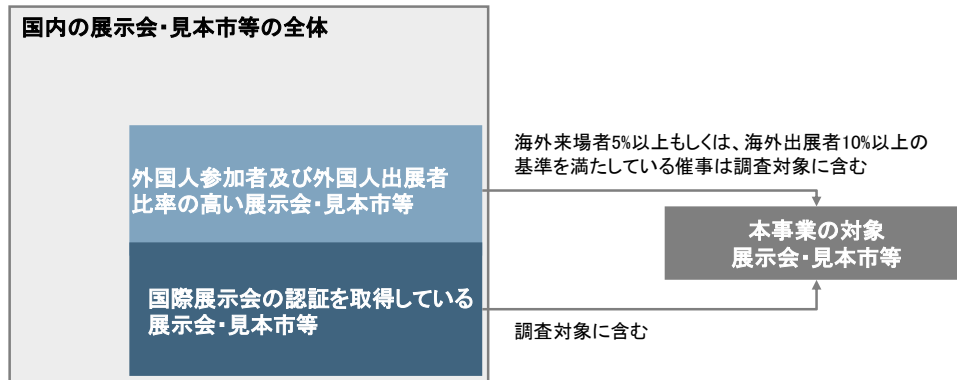 国内の展示会・見本市等の全体
海外来場者5%以上もしくは、海外出展者10%以上の
基準を満たしている催事は調査対象に含む
外国人参加者及び外国人出展者
比率の高い展示会・見本市等
本事業の対象
展示会・見本市等
国際展示会の認証を取得している
展示会・見本市等
調査対象に含む